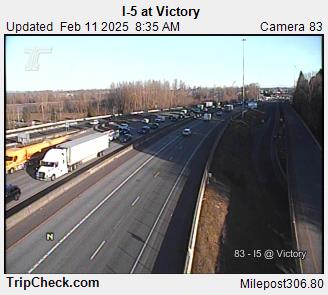 I-5 at Victory
Updated Feb 11 2025 8:35 AM Camera 83
N
83 - I5 @ Victory
TripCheck.com Milepost306.80